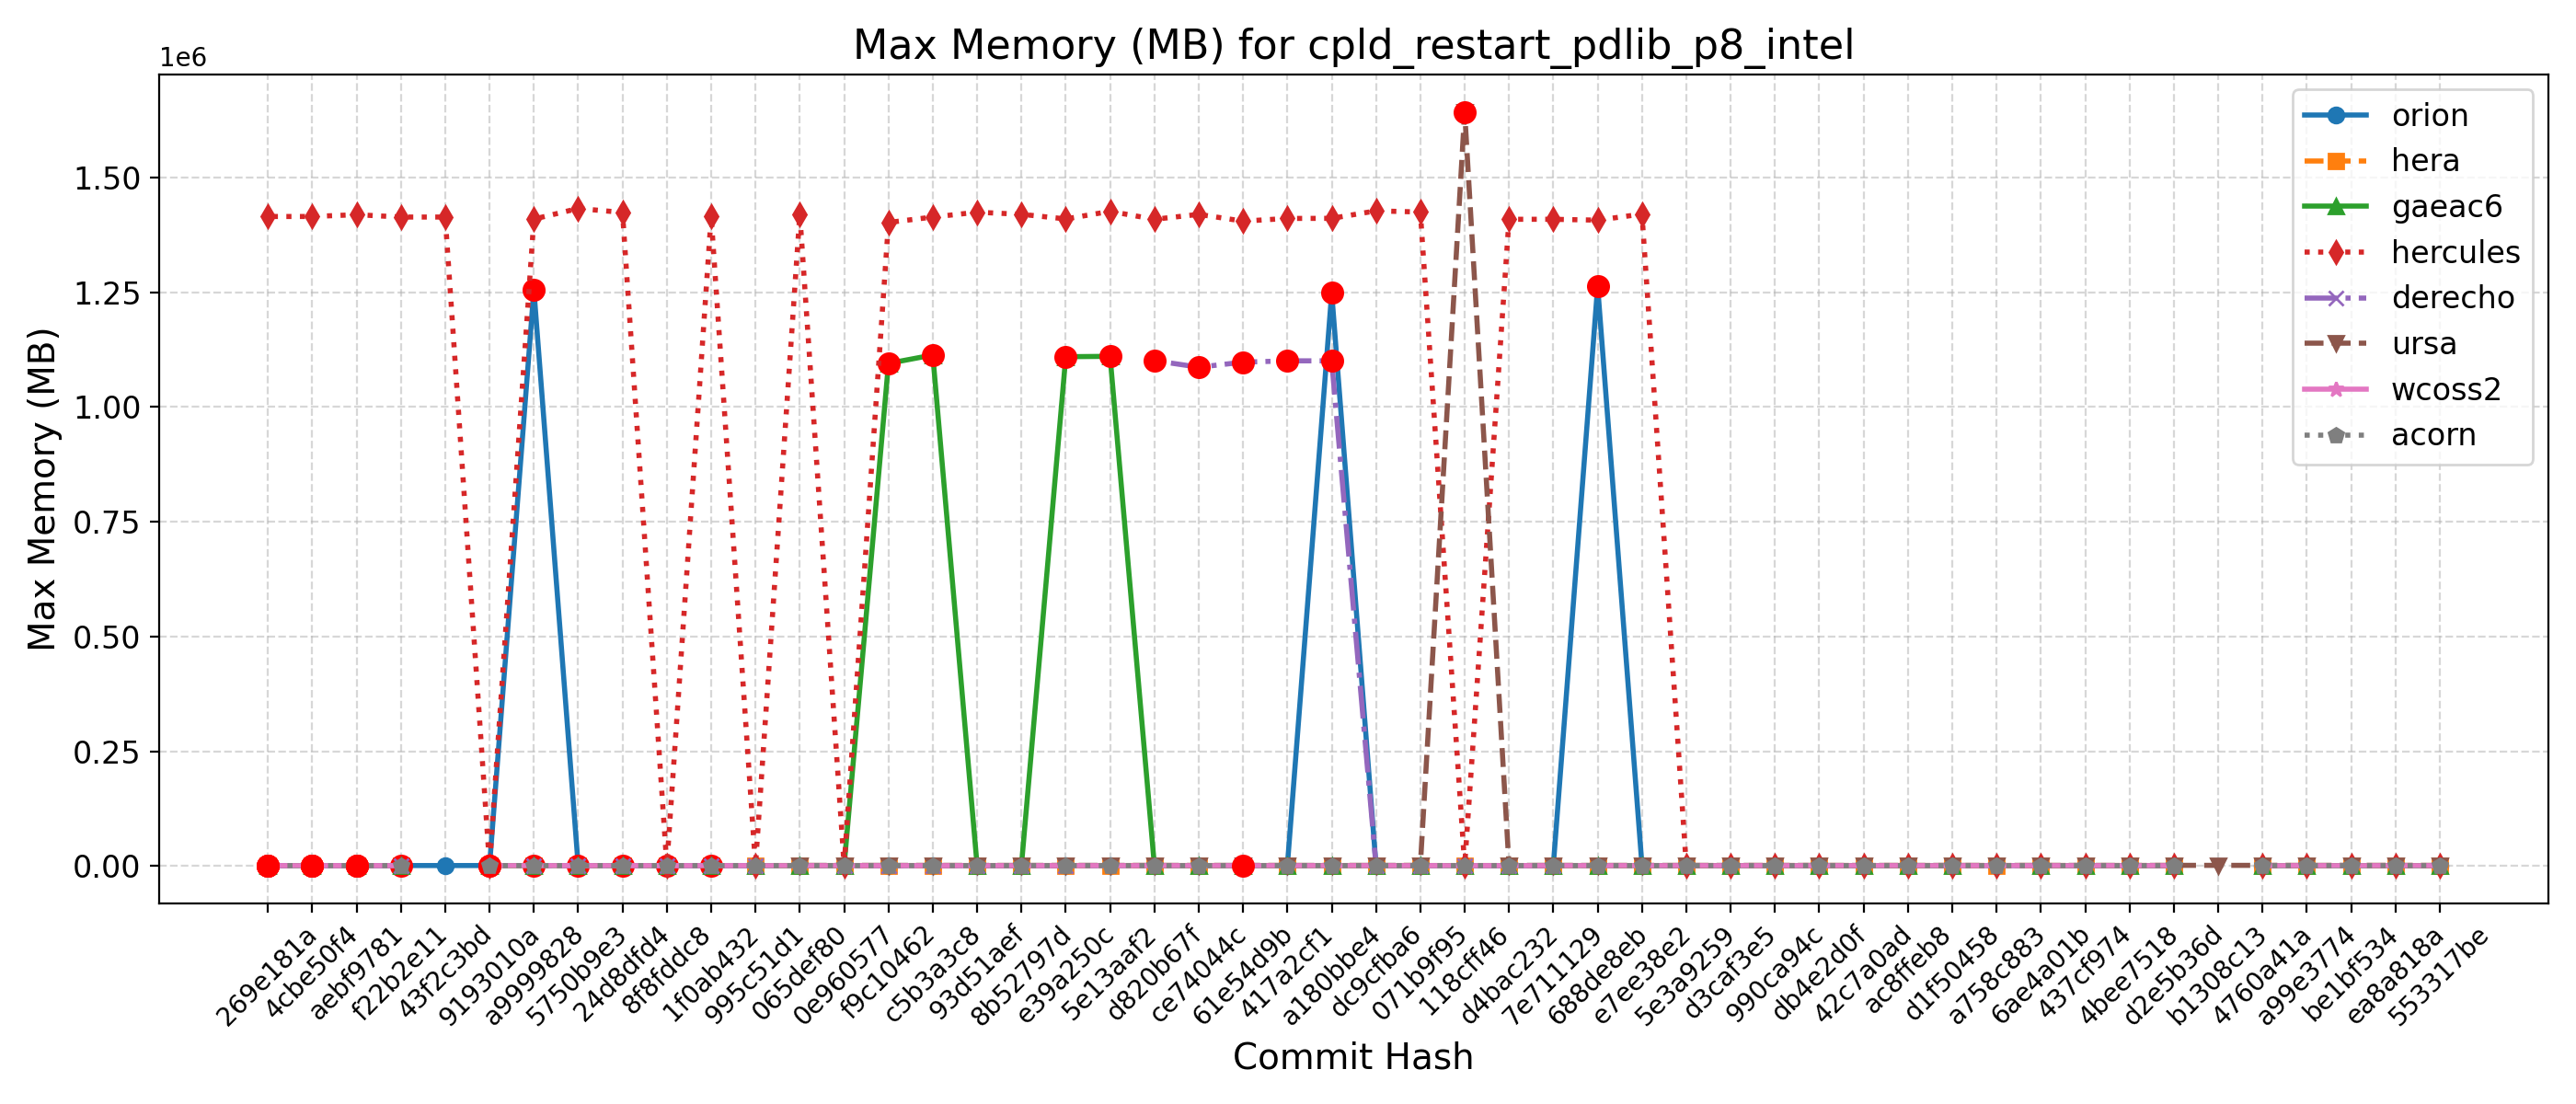 Max Memory (MB) for cpld_restart_pdlib_p8_intel
1e6
1.50
1.25
1.00
0.75
0.50
0.25
0.00
Max Memory (MB)
orion
hera
gaeac6
hercules
derecho
ursa
wcoss2
acorn
269e181a
4cbe50f4
aebf9781
f22b2e11
43f2c3bd
9193010a
a9999828
5750b9e3
24d8dfd4
8f8fddc8
1f0ab432
995c51d1
065def80
0e960577
f9c10462
c5b3a3c8
93d51aef
8b52797d
e39a250c
5e13aaf2
d820b67f
ce74044c
61e54d9b
417a2cf1
a180bbe4
dc9cfba6
071b9f95
118cff46
d4bac232
7e711129
688de8eb
e7ee38e2
5e3a9259
d3caf3e5
990ca94c
db4e2d0f
42c7a0ad
ac8ffeb8
d1f50458
a758c883
6ae4a01b
437cf974
4bee7518
d2e5b36d
b1308c13
4760a41a
a99e3774
be1bf534
ea8a818a
553317be
Commit Hash